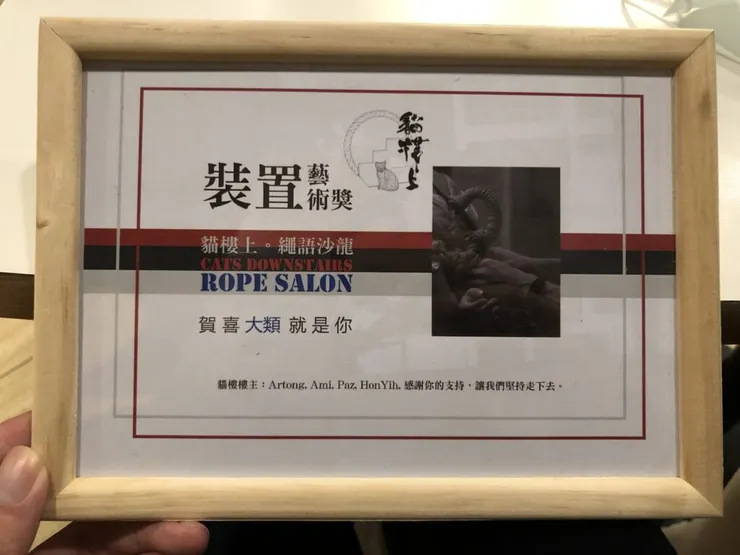 貓樓上
裝置藝術獎
貓樓上。繩語沙龍
CATS DOWNSTAIRS
ROPE SALON
賀喜大類就是你
貓樓樓主：Artong, Ami, Paz, HonYih, 感謝你的支持，讓我們堅持走下去。